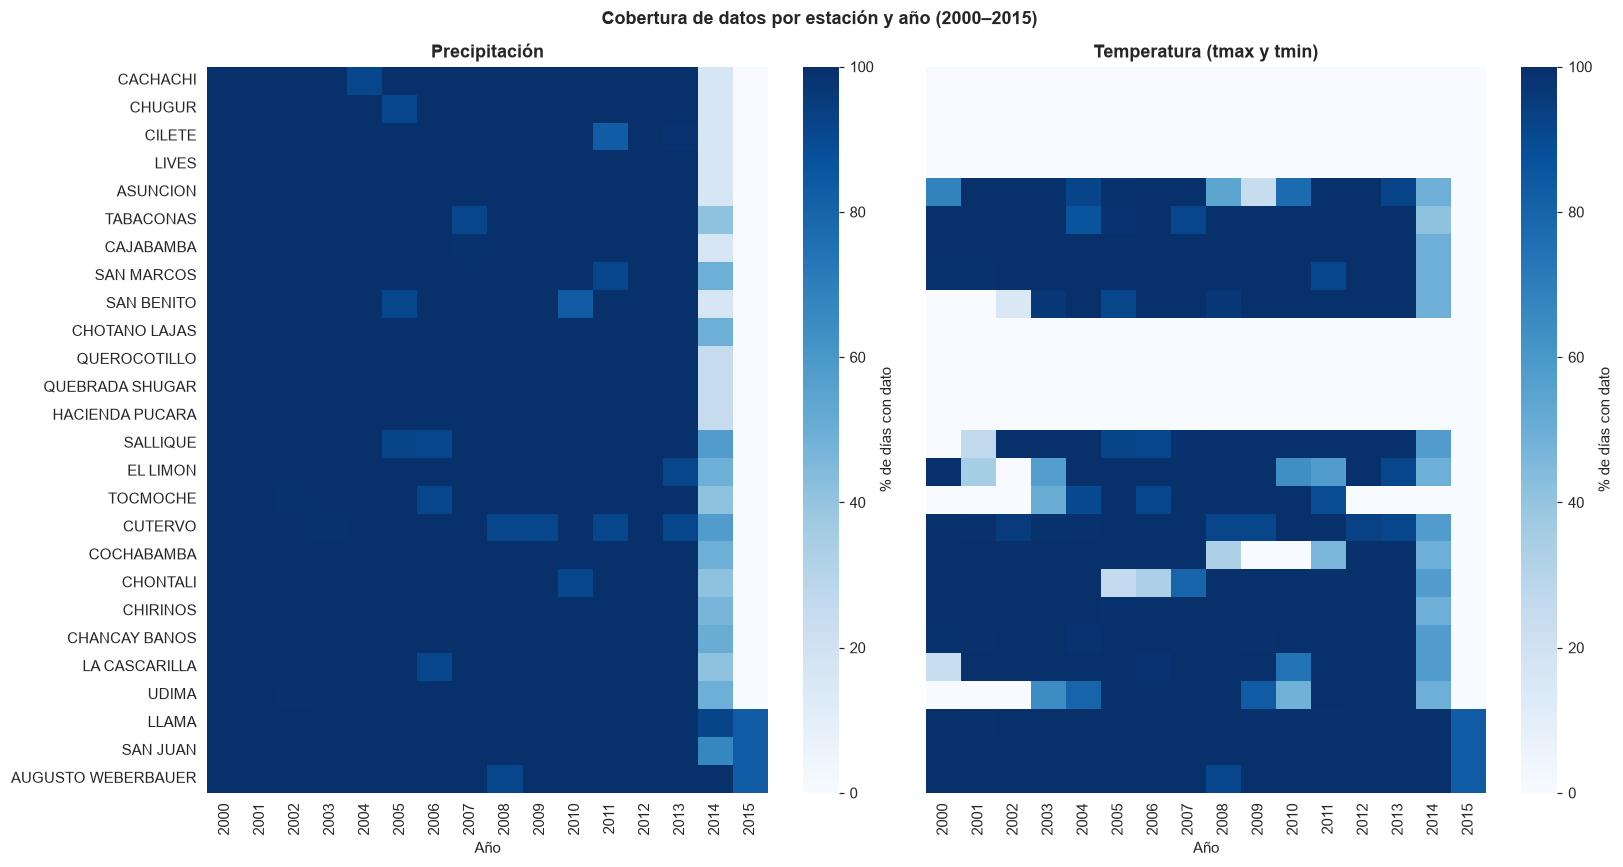 Cobertura de datos por estación y año (2000–2015)
Precipitación
CACHACHI
CHUGUR
CILETE
LIVES
ASUNCION
TABACONAS
CAJABAMBA
SAN MARCOS
SAN BENITO
CHOTANO LAJAS
QUEROCOTILLO
QUEBRADA SHUGAR
HACIENDA PUCARA
SALLIQUE
EL LIMON
TOCMOCHE
CUTERVO
COCHABAMBA
CHONTALI
CHIRINOS
CHANCAY BANOS
LA CASCARILLA
UDIMA
LLAMA
SAN JUAN
AUGUSTO WEBERBAUER
2000 2001 2002 2003 2004 2005 2006 2007 2008 2009 2010 2011 2012 2013 2014 2015
Año
100
80
60
40
20
0
% de días con dato
Temperatura (tmax y tmin)
2000 2001 2002 2003 2004 2005 2006 2007 2008 2009 2010 2011 2012 2013 2014 2015
Año
100
80
60
40
20
0
% de días con dato